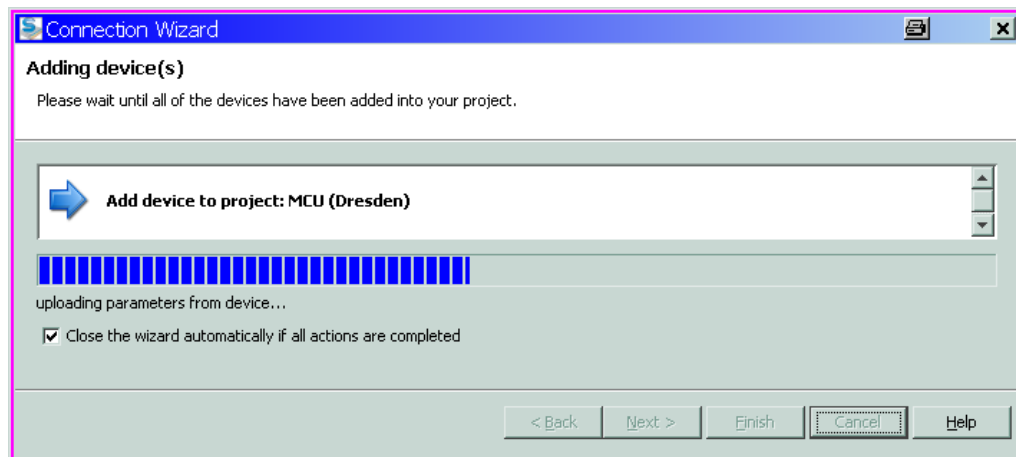 Connection Wizard
Adding device(s)
Please wait until all of the devices have been added into your project.
Add device to project: MCU (Dresden)
uploading parameters from device...
Close the wizard automatically if all actions are completed
< Back Next > Finish Cancel Help